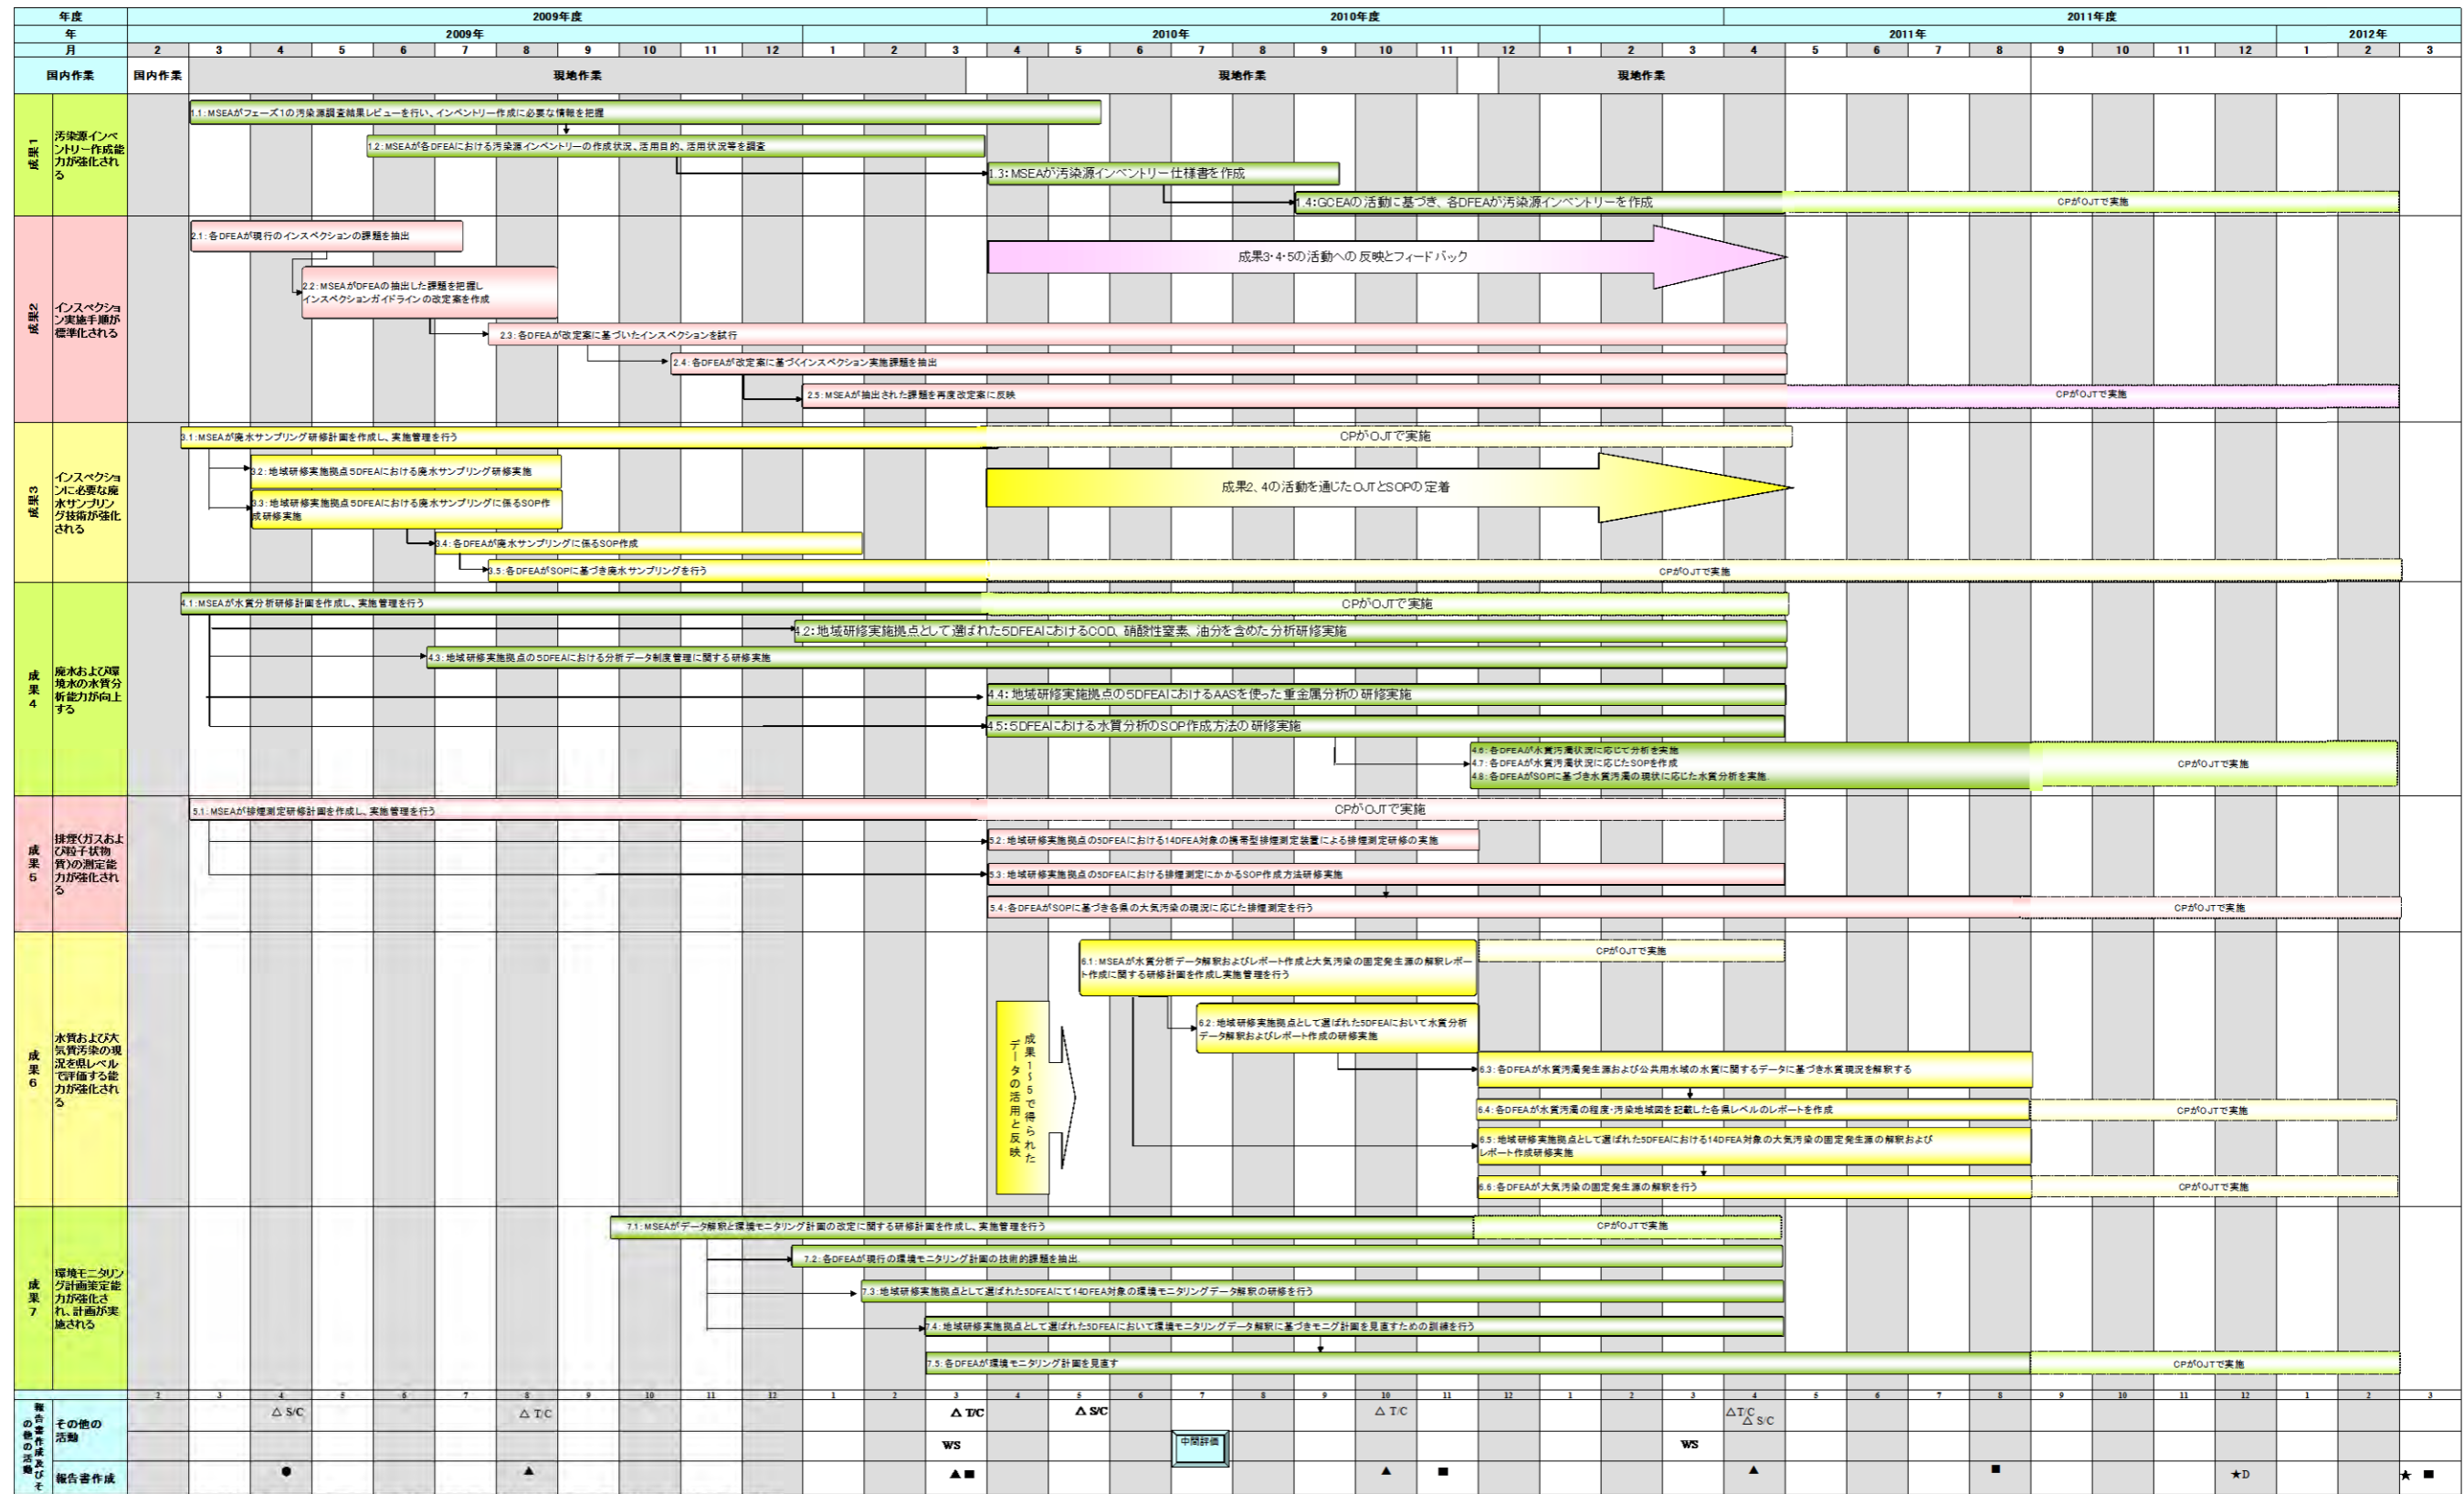 年度 2009年度 2010年度 2011年度
年 2009年 2010年 2011年 2012年
月 2 3 4 5 6 7 8 9 10 11 12 1 2 3 4 5 6 7 8 9 10 11 12 1 2 3 4 5 6 7 8 9 10 11 12 1 2 3
国内作業 国内作業 現地作業 現地作業 現地作業
成果1
汚染源インベ
ントリー作成能
力が強化され
る
1.1:MSEAがフェーズ1の汚染源調査結果レビューを行い、インベントリー作成に必要な情報を把握
1.2:MSEAが各DFEAにおける汚染源インベントリーの作成状況、活用目的、活用状況等を調査
1.3:MSEAが汚染源インベントリー仕様書を作成
1.4:GCEAの活動に基づき、各DFEAが汚染源インベントリーを作成 CPがOJTで実施
成果2
インスペクショ
ン実施手順が
標準化される
2.1:各DFEAが現行のインスペクションの課題を抽出
成果3・4・5の活動への反映とフィードバック
2.2:MSEAがDFEAの抽出した課題を把握し
インスペクションガイドラインの改定案を作成
2.3:各DFEAが改定案に基づいたインスペクションを試行
2.4:各DFEAが改定案に基づくインスペクション実施課題を抽出
2.5:MSEAが抽出された課題を再度改定案に反映 CPがOJTで実施
成果3
インスペクショ
ンに必要な廃
水サンプリン
グ技術が強化
される
3.1:MSEAが廃水サンプリング研修計画を作成し、実施管理を行う CPがOJTで実施
3.2:地域研修実施拠点5DFEAにおける廃水サンプリング研修実施
成果2、4の活動を通じたOJTとSOPの定着
3.3:地域研修実施拠点5DFEAにおける廃水サンプリングに係るSOP作
成研修実施
3.4:各DFEAが廃水サンプリングに係るSOP作成
3.5:各DFEAがSOPに基づき廃水サンプリングを行う CPがOJTで実施
成果4
廃水および環
境水の水質分
析能力が向上
する
4.1:MSEAが水質分析研修計画を作成し、実施管理を行う CPがOJTで実施
4.2:地域研修実施拠点として選ばれた5DFEAにおけるCOD、硝酸性窒素、油分を含めた分析研修実施
4.3:地域研修実施拠点の5DFEAにおける分析データ制度管理に関する研修実施
4.4:地域研修実施拠点の5DFEAにおけるAASを使った重金属分析の研修実施
4.5:5DFEAにおける水質分析のSOP作成方法の研修実施
4.6:各DFEAが水質汚濁状況に応じて分析を実施
4.7:各DFEAが水質汚濁状況に応じたSOPを作成
4.8:各DFEAがSOPに基づき水質汚濁の現状に応じた水質分析を実施. CPがOJTで実施
成果5
排煙(ガスおよ
び粒子状物
質)の測定能
力が強化され
る
5.1:MSEAが排煙測定研修計画を作成し、実施管理を行う CPがOJTで実施
5.2:地域研修実施拠点の5DFEAにおける14DFEA対象の携帯型排煙測定装置による排煙測定研修の実施
5.3:地域研修実施拠点の5DFEAにおける排煙測定にかかるSOP作成方法研修実施
5.4:各DFEAがSOPに基づき各県の大気汚染の現況に応じた排煙測定を行う CPがOJTで実施
成果6
水質および大
気質汚染の現
況を県レベル
で評価する能
力が強化され
る
成果1~5で得られた
データの活用と反映
6.1:MSEAが水質分析データ解釈およびレポート作成と大気汚染の固定発生源の解釈レポー
ト作成に関する研修計画を作成し実施管理を行う
CPがOJTで実施
6.2:地域研修実施拠点として選ばれた5DFEAにおいて水質分析
データ解釈およびレポート作成の研修実施
6.3:各DFEAが水質汚濁発生源および公共用水域の水質に関するデータに基づき水質現況を解釈する
6.4:各DFEAが水質汚濁の程度・汚染地域図を記載した各県レベルのレポートを作成 CPがOJTで実施
6.5:地域研修実施拠点として選ばれた5DFEAにおける14DFEA対象の大気汚染の固定発生源の解釈および
レポート作成研修実施
6.6:各DFEAが大気汚染の固定発生源の解釈を行う CPがOJTで実施
成果7
環境モニタリン
グ計画策定能
力が強化さ
れ、計画が実
施される
7.1:MSEAがデータ解釈と環境モニタリング計画の改定に関する研修計画を作成し、実施管理を行う CPがOJTで実施
7.2:各DFEAが現行の環境モニタリング計画の技術的課題を抽出.
7.3:地域研修実施拠点として選ばれた5DFEAにて14DFEA対象の環境モニタリングデータ解釈の研修を行う
7.4:地域研修実施拠点として選ばれた5DFEAにおいて環境モニタリングデータ解釈に基づきモニグ計画を見直すための訓練を行う
7.5:各DFEAが環境モニタリング計画を見直す CPがOJTで実施
2 3 4 5 6 7 8 9 10 11 12 1 2 3 4 5 6 7 8 9 10 11 12 1 2 3 4 5 6 7 8 9 10 11 12 1 2 3
報告書作成及びそ
の他の活動
その他の
活動
△ S/C △ T/C △ T/C △ S/C △ T/C △T/C
△ S/C
WS 中間評価 WS
報告書作成 ● ▲ ▲■ ▲ ■ ▲ ■ ★D ★ ■